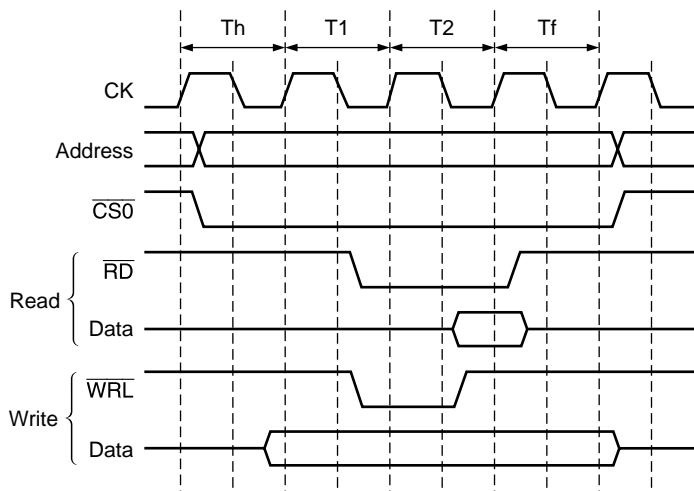 Th T1 T2 Tf
CK
Address
CS0
RD
Read
Data
WRL
Write
Data